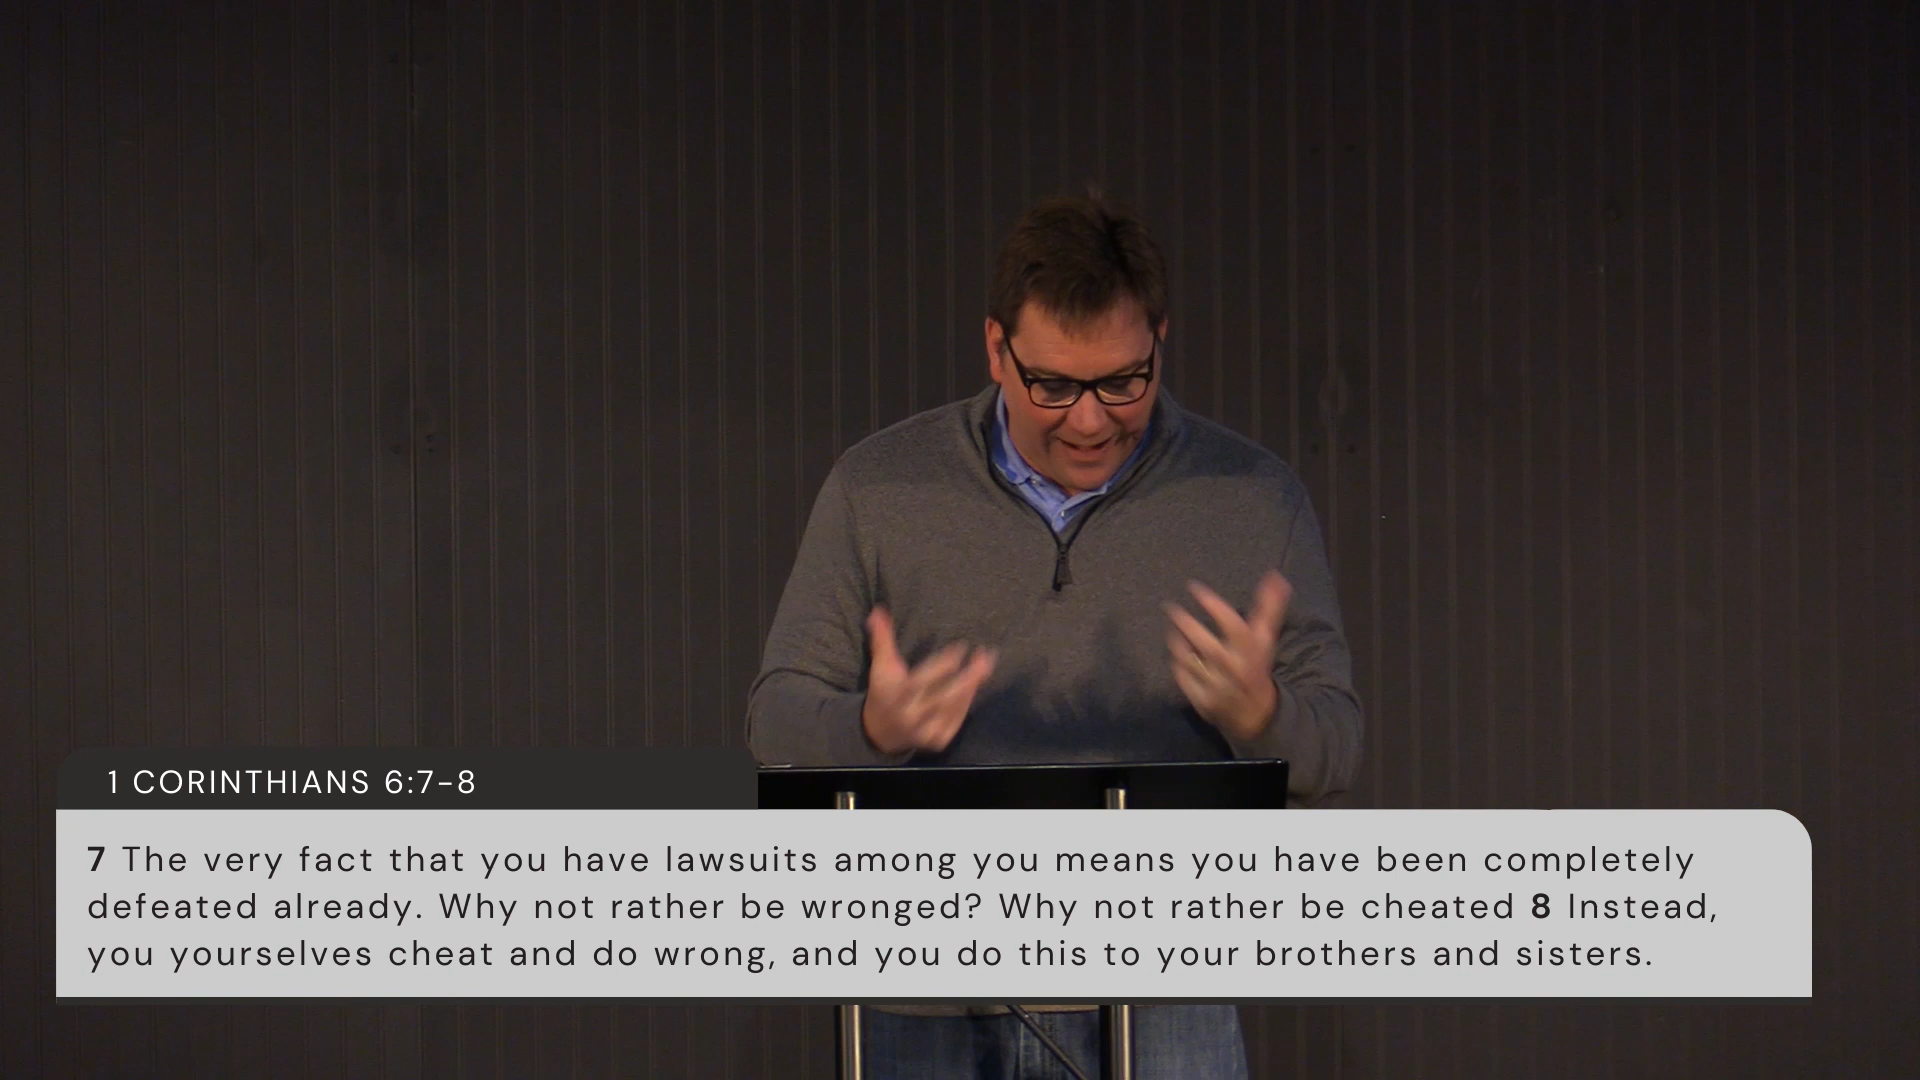 1 CORINTHIANS 6:7-8
7 The very fact that you have lawsuits among you means you have been completely
defeated already. Why not rather be wronged? Why not rather be cheated 8 Instead,
you yourselves cheat and do wrong, and you do this to your brothers and sisters.